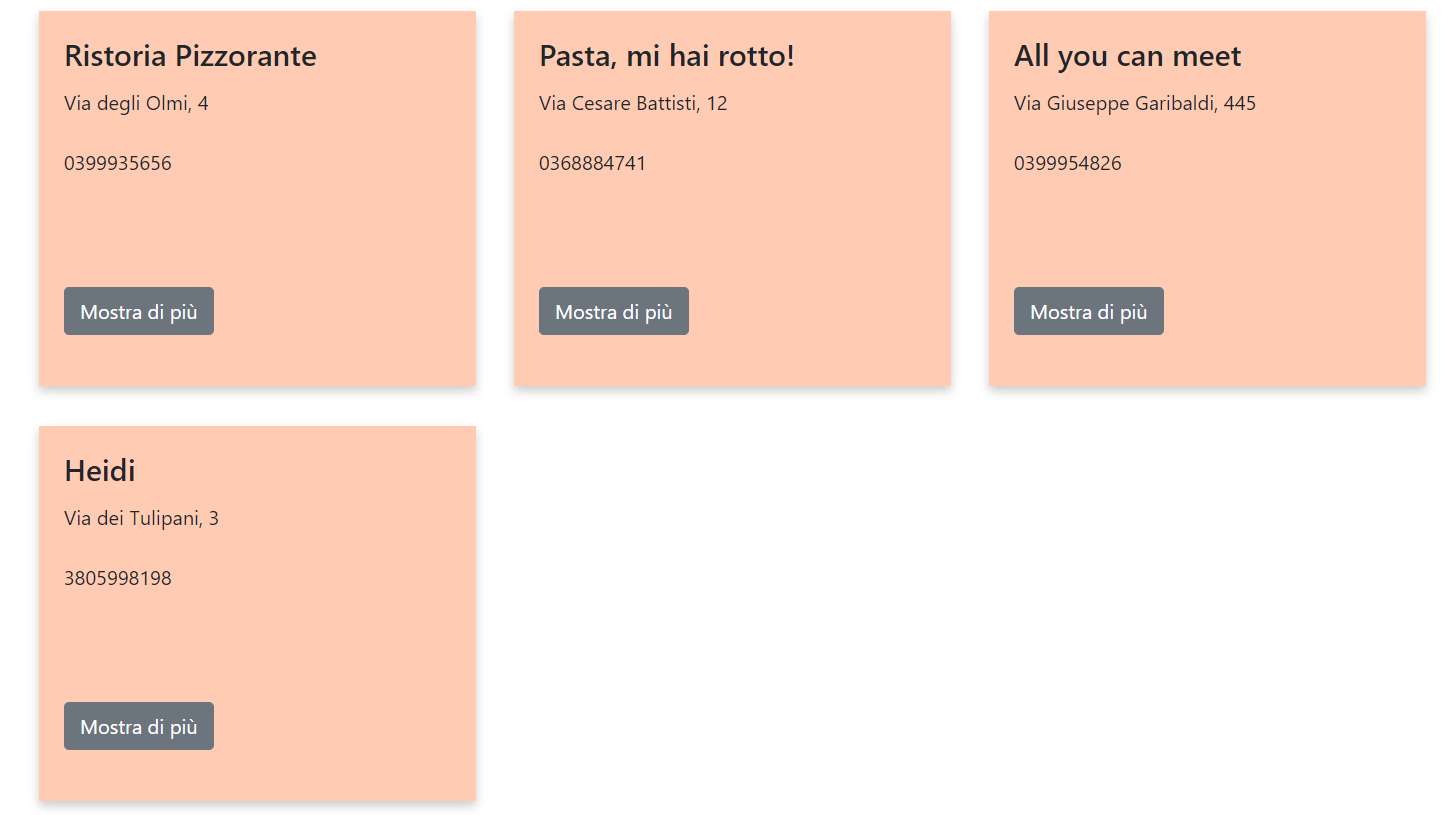 Ristoria Pizzorante
Via degli Olmi, 4
0399935656
Mostra di più
Pasta, mi hai rotto!
Via Cesare Battisti, 12
0368884741
Mostra di più
All you can meet
Via Giuseppe Garibaldi, 445
0399954826
Mostra di più
Heidi
Via dei Tulipani, 3
3805998198
Mostra di più